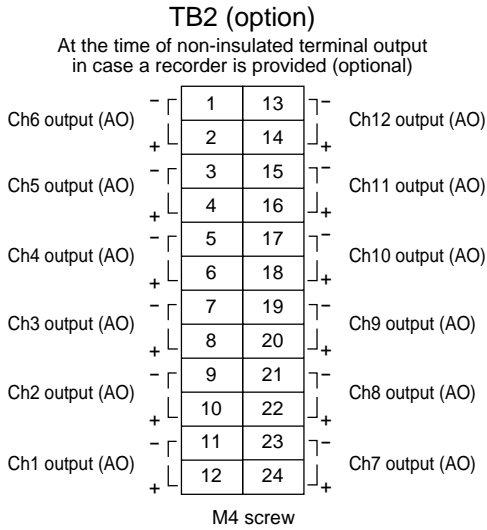 TB2 (option)
At the time of non-insulated terminal output
in case a recorder is provided (optional)
− 1 13 −
Ch6 output (AO) Ch12 output (AO)
+ 2 14 +
− 3 15 −
Ch5 output (AO) Ch11 output (AO)
+ 4 16 +
− 5 17 −
Ch4 output (AO) Ch10 output (AO)
+ 6 18 +
− 7 19 −
Ch3 output (AO) Ch9 output (AO)
+ 8 20 +
− 9 21 −
Ch2 output (AO) Ch8 output (AO)
+ 10 22 +
− 11 23 −
Ch1 output (AO) Ch7 output (AO)
+ 12 24 +
M4 screw